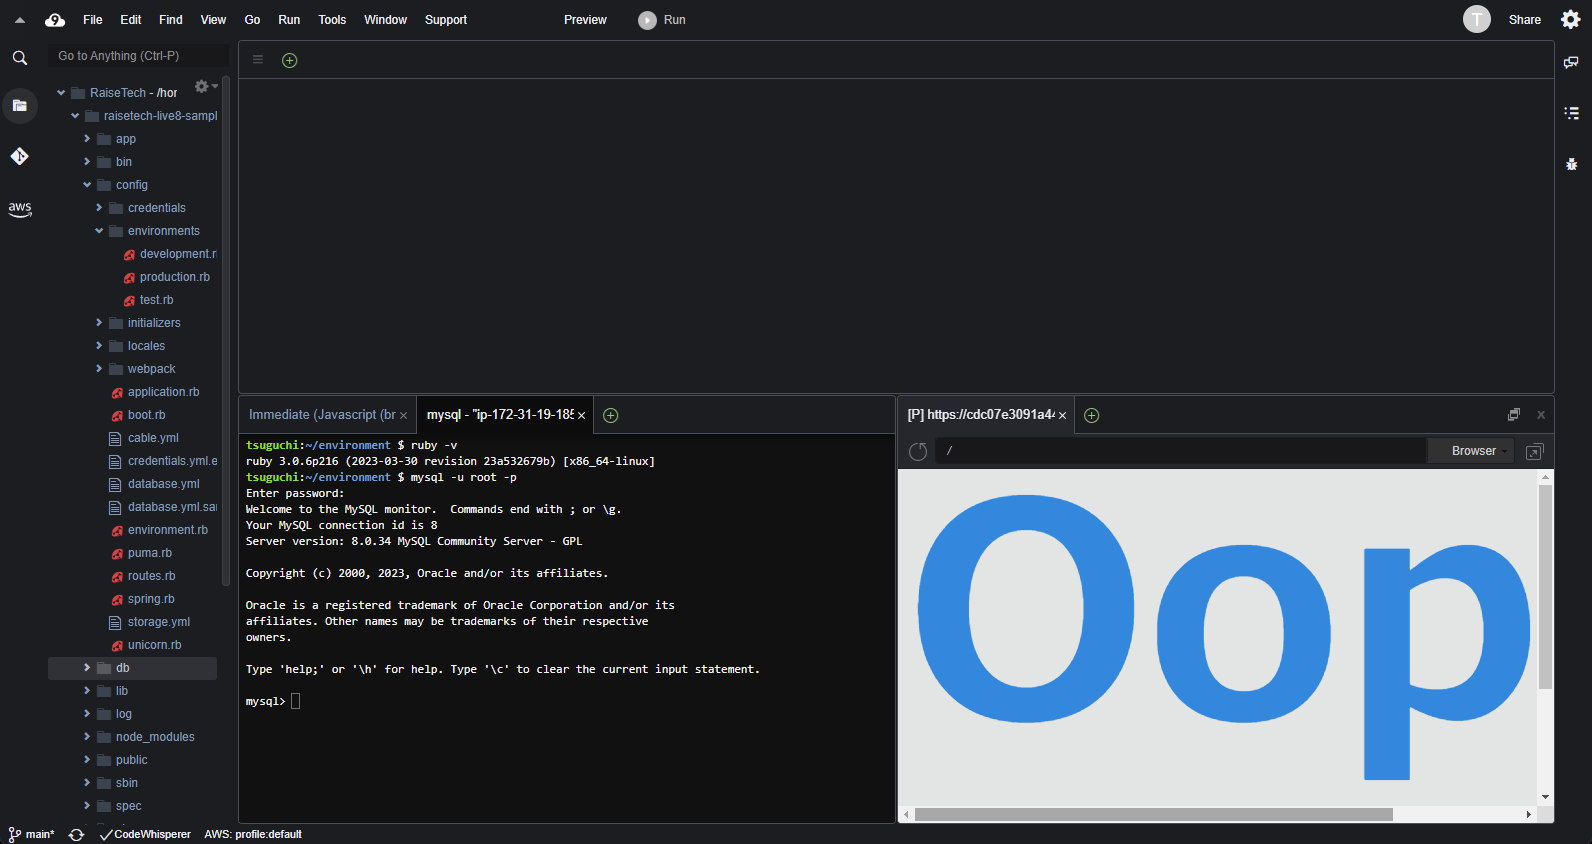 File Edit Find View Go Run Tools Window Support Preview Run T Share
Go to Anything (Ctrl-P)
RaiseTech - /hor
raisetech-live8-sampl
app
bin
config
credentials
environments
development.r
production.rb
test.rb
initializers
locales
webpack
application.rb
boot.rb
cable.yml
credentials.yml.e
database.yml
database.yml.sa
environment.rb
puma.rb
routes.rb
spring.rb
storage.yml
unicorn.rb
db
lib
log
node_modules
public
sbin
spec
aws
Immediate (Javascript (br
mysql - "ip-172-31-19-185
tsuguchi:~/environment $ ruby -v
ruby 3.0.6p216 (2023-03-30 revision 23a532679b) [x86_64-linux]
tsuguchi:~/environment $ mysql -u root -p
Enter password:
Welcome to the MySQL monitor.  Commands end with ; or \g.
Your MySQL connection id is 8
Server version: 8.0.34 MySQL Community Server - GPL
Copyright (c) 2000, 2023, Oracle and/or its affiliates.
Oracle is a registered trademark of Oracle Corporation and/or its
affiliates. Other names may be trademarks of their respective
owners.
Type 'help;' or '\h' for help. Type '\c' to clear the current input statement.
mysql>
[P] https://cdc07e3091a44
/
Browser
Oop
main* CodeWhisperer AWS: profile:default